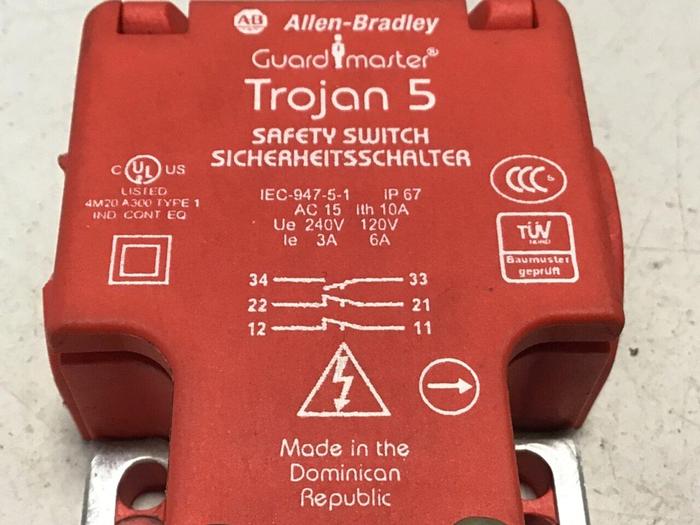 AB Allen-Bradley
Guardmaster®
Trojan 5
SAFETY SWITCH
SICHERHEITSSCHALTER
C UL US
LISTED
4M20 A300 TYPE 1
IND. CONT. EQ.
IEC-947-5-1 IP 67
AC 15 Ith 10A
Ue 240V 120V
Ie 3A 6A
CCC S
TÜV
Baumuster
geprüft
34 33
22 21
12 11
Made in the
Dominican
Republic